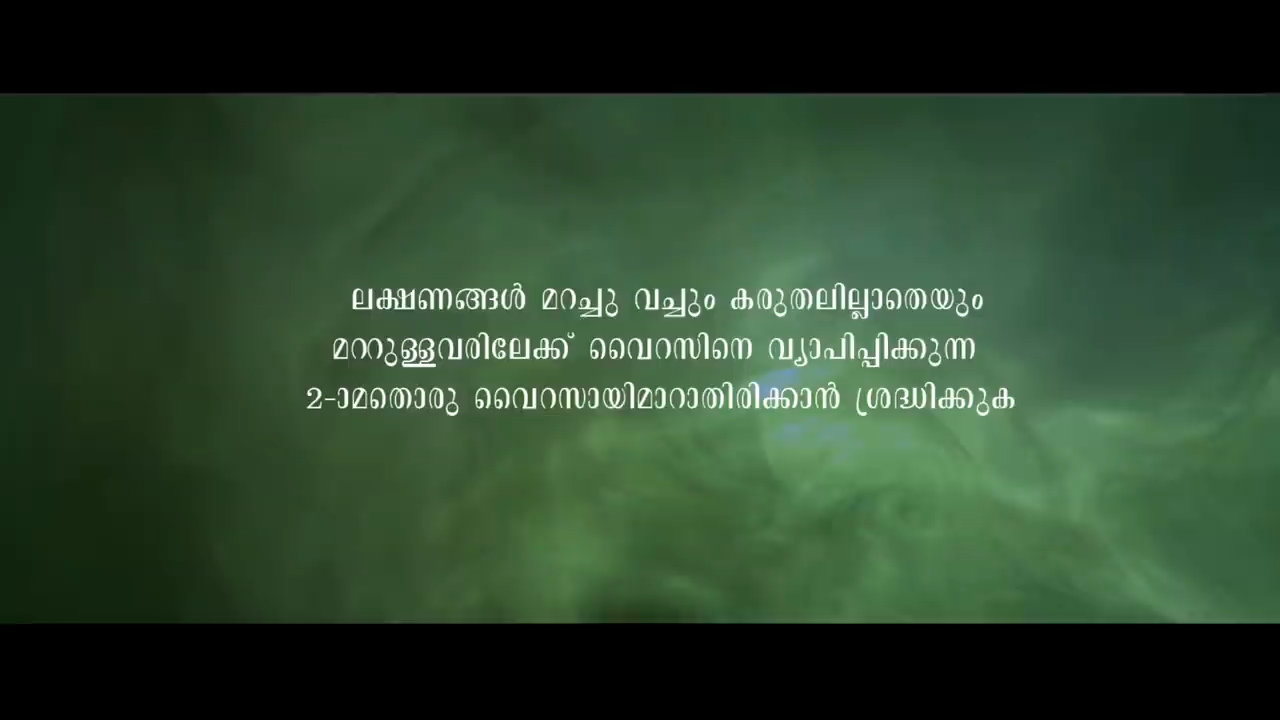 ലക്ഷണങ്ങൾ മറച്ചു വച്ചും കരുതലില്ലാതെയും
മററുള്ളവരിലേക്ക് വൈറസിനെ വ്യാപിപ്പിക്കുന്ന
2-ാമതൊരു വൈറസായിമാറാതിരിക്കാൻ ശ്രദ്ധിക്കുക